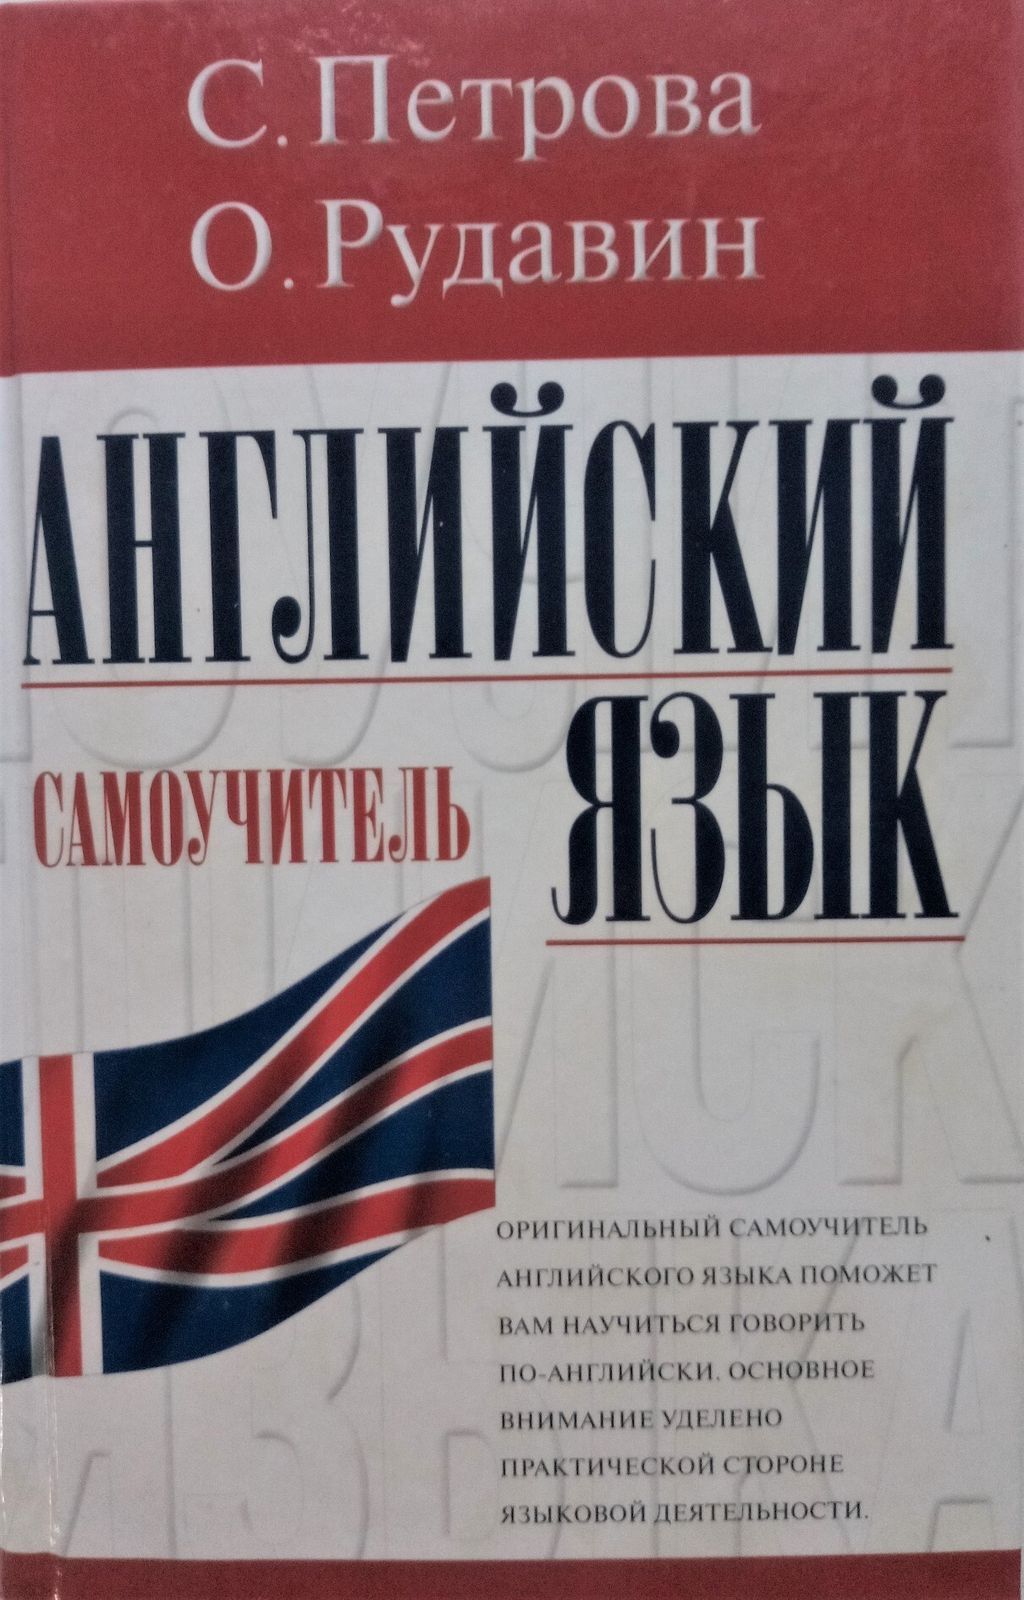 С. Петрова
О. Рудавин
АНГЛИЙСКИЙ
ЯЗЫК
САМОУЧИТЕЛЬ
ОРИГИНАЛЬНЫЙ САМОУЧИТЕЛЬ
АНГЛИЙСКОГО ЯЗЫКА ПОМОЖЕТ
ВАМ НАУЧИТЬСЯ ГОВОРИТЬ
ПО-АНГЛИЙСКИ. ОСНОВНОЕ
ВНИМАНИЕ УДЕЛЕНО
ПРАКТИЧЕСКОЙ СТОРОНЕ
ЯЗЫКОВОЙ ДЕЯТЕЛЬНОСТИ.